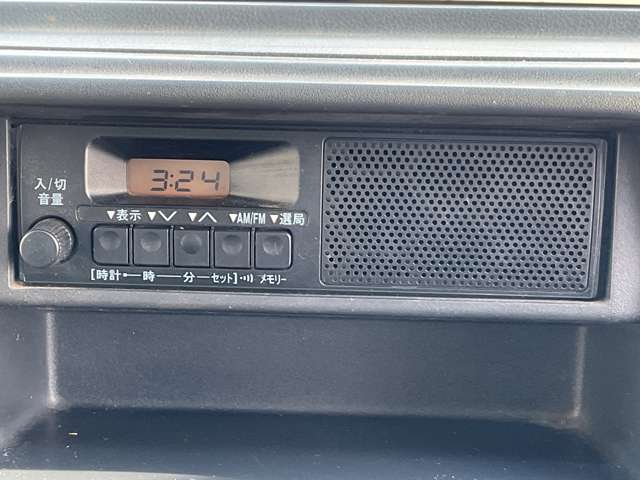 3:24
入/切
音量
▼表示 ▼∨ ▼∧ ▼AM/FM ▼選局
[時計•─時──分─セット]•))) メモリー